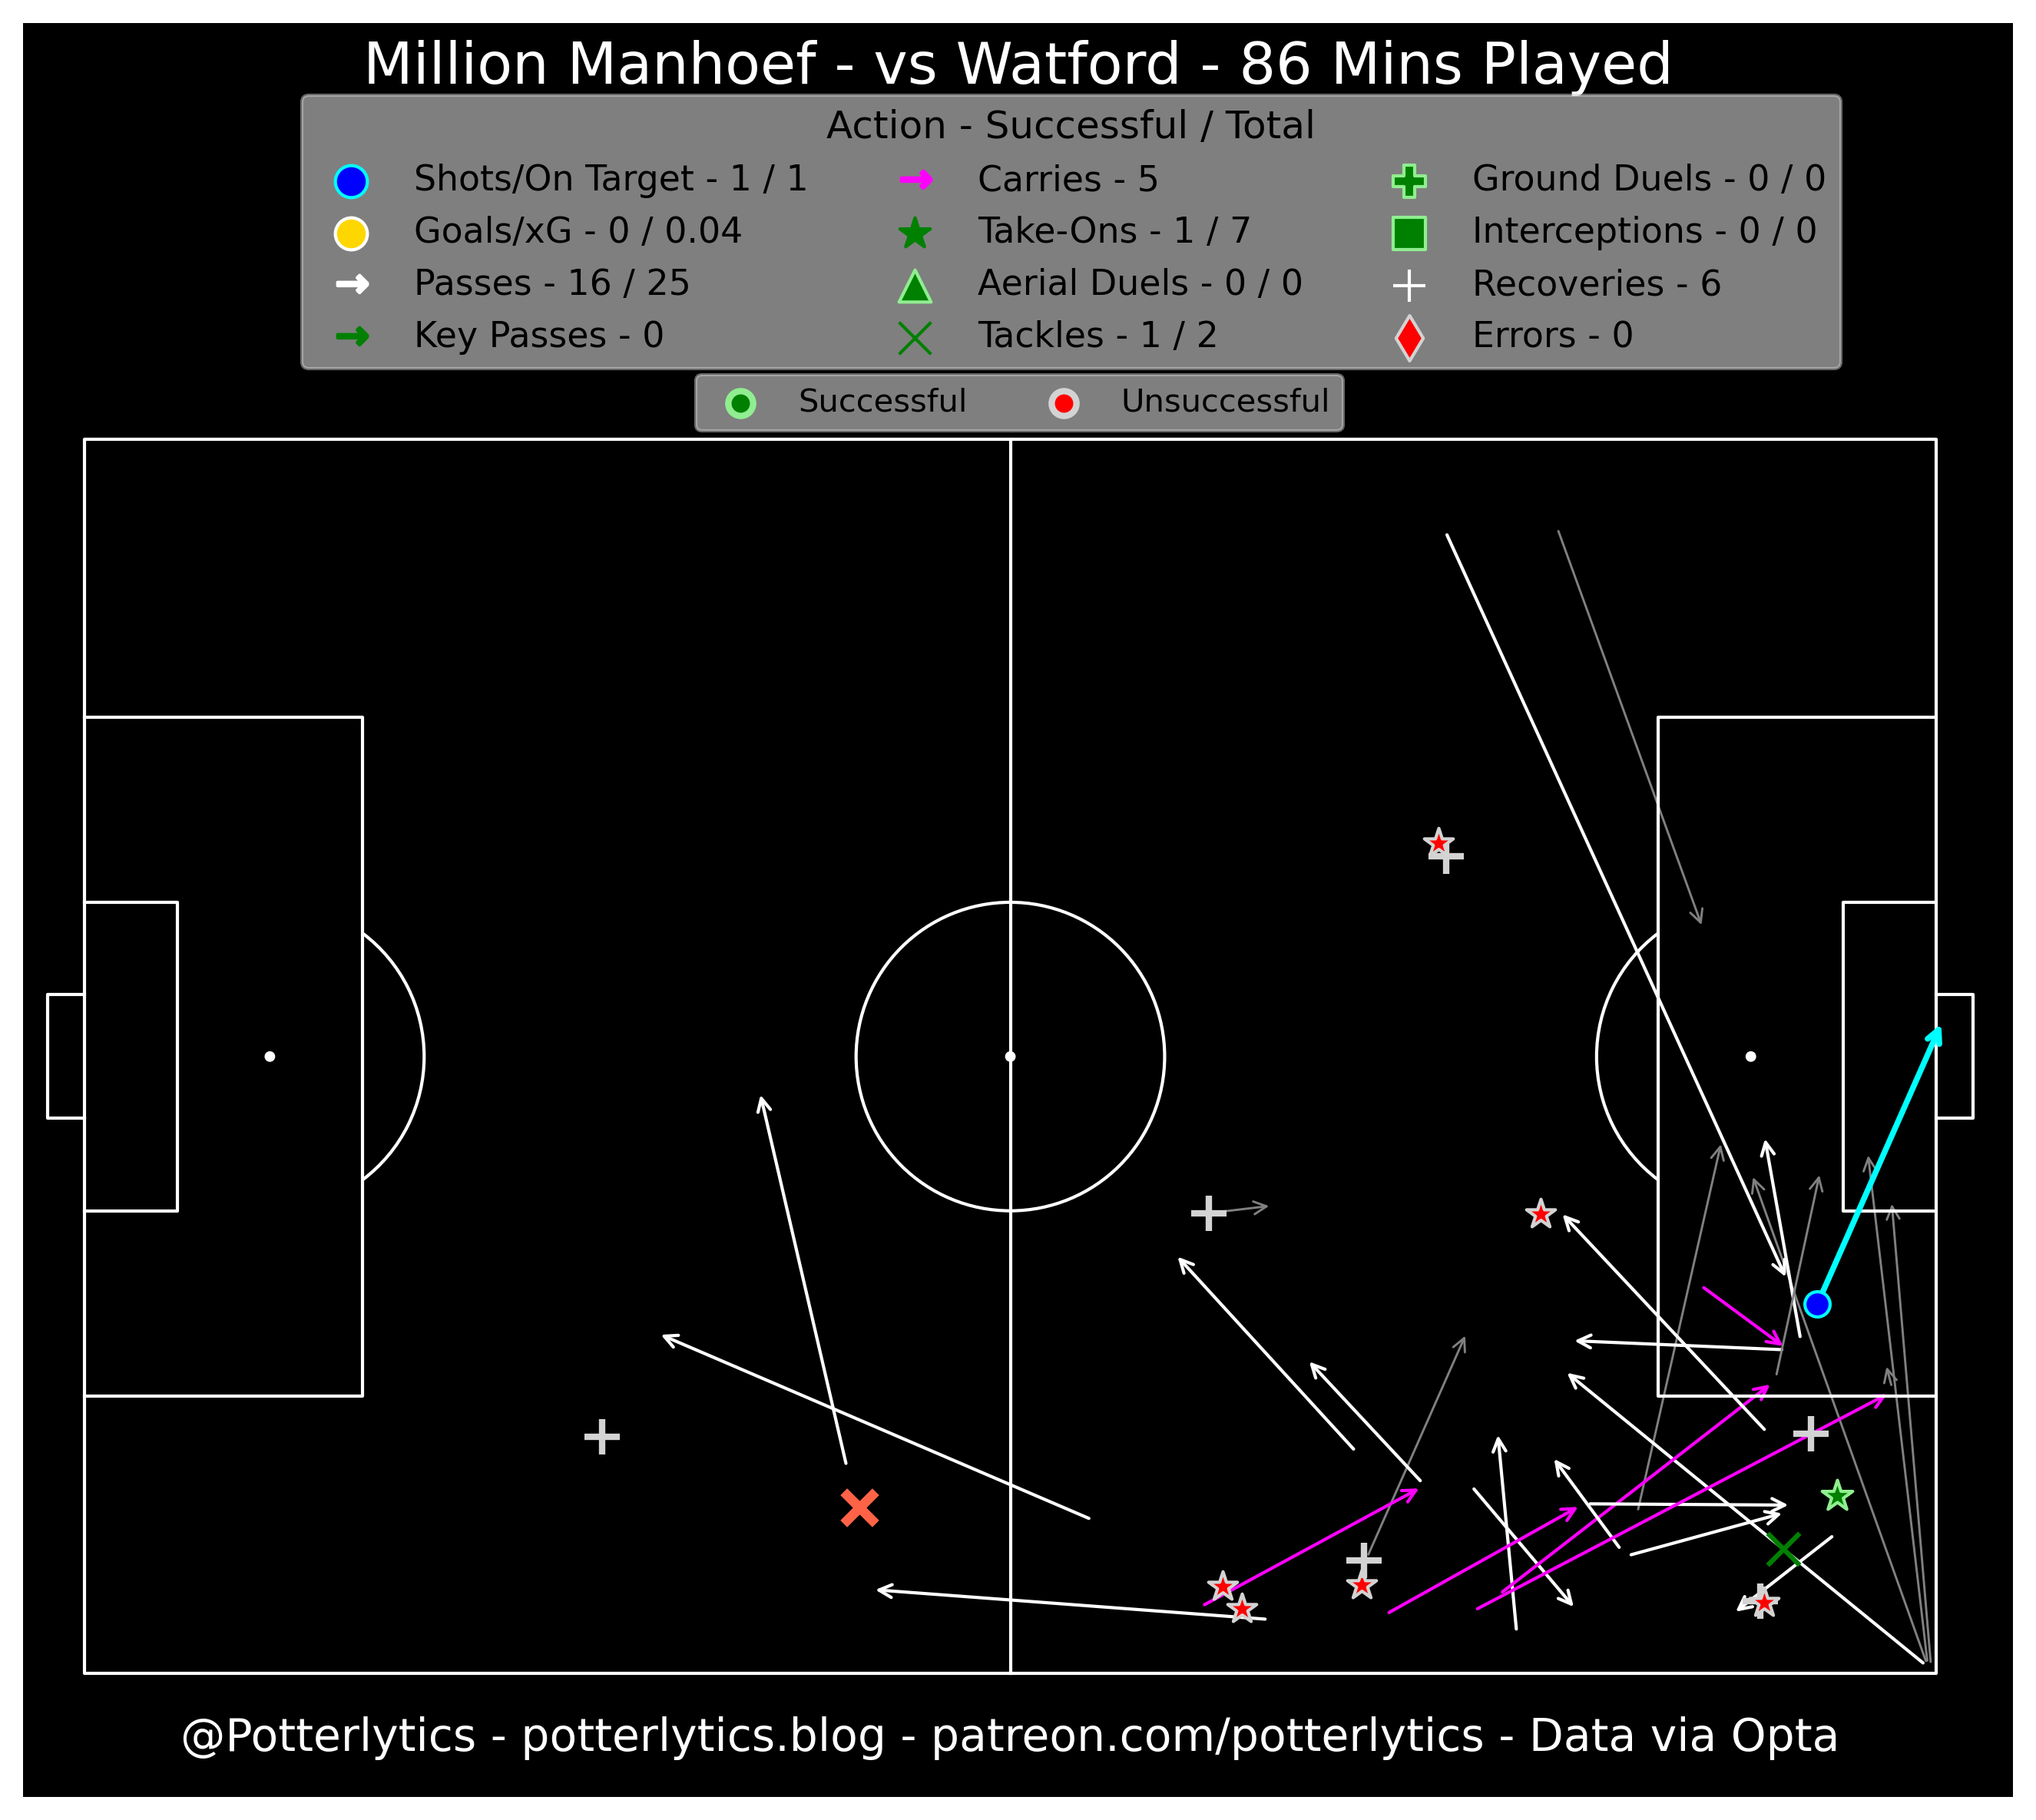 Million Manhoef - vs Watford - 86 Mins Played
Action - Successful / Total
Shots/On Target - 1 / 1
Goals/xG - 0 / 0.04
Passes - 16 / 25
Key Passes - 0
Carries - 5
Take-Ons - 1 / 7
Aerial Duels - 0 / 0
Tackles - 1 / 2
Ground Duels - 0 / 0
Interceptions - 0 / 0
Recoveries - 6
Errors - 0
Successful
Unsuccessful
@Potterlytics - potterlytics.blog - patreon.com/potterlytics - Data via Opta